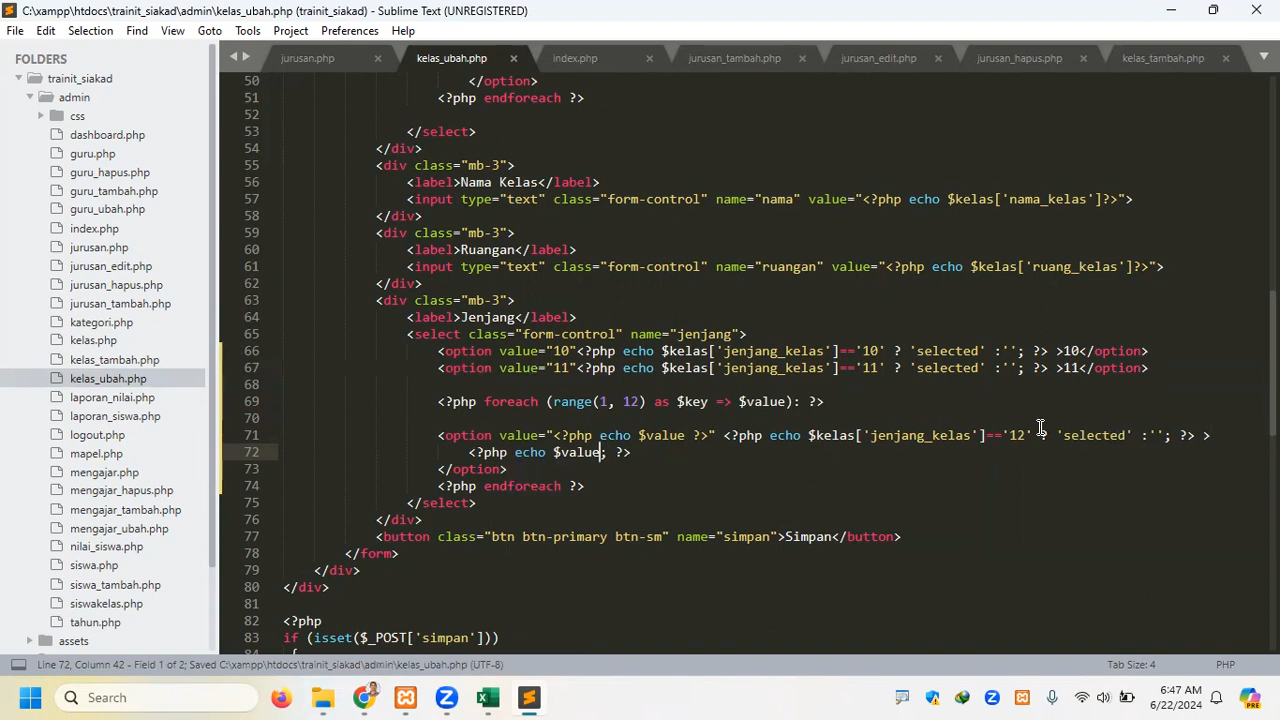 C:\xampp\htdocs\trainit_siakad\admin\kelas_ubah.php (trainit_siakad) - Sublime Text (UNREGISTERED)
File Edit Selection Find View Goto Tools Project Preferences Help
FOLDERS
trainit_siakad
admin
css
dashboard.php
guru.php
guru_hapus.php
guru_tambah.php
guru_ubah.php
index.php
jurusan.php
jurusan_edit.php
jurusan_hapus.php
jurusan_tambah.php
kategori.php
kelas.php
kelas_tambah.php
kelas_ubah.php
laporan_nilai.php
laporan_siswa.php
logout.php
mapel.php
mengajar.php
mengajar_hapus.php
mengajar_tambah.php
mengajar_ubah.php
nilai_siswa.php
siswa.php
siswa_tambah.php
siswakelas.php
tahun.php
assets
jurusan.php kelas_ubah.php index.php jurusan_tambah.php jurusan_edit.php jurusan_hapus.php kelas_tambah.php
50 </option>
51 <?php endforeach ?>
52
53 </select>
54 </div>
55 <div class="mb-3">
56 <label>Nama Kelas</label>
57 <input type="text" class="form-control" name="nama" value="<?php echo $kelas['nama_kelas']?>">
58 </div>
59 <div class="mb-3">
60 <label>Ruangan</label>
61 <input type="text" class="form-control" name="ruangan" value="<?php echo $kelas['ruang_kelas']?>">
62 </div>
63 <div class="mb-3">
64 <label>Jenjang</label>
65 <select class="form-control" name="jenjang">
66 <option value="10"<?php echo $kelas['jenjang_kelas']=='10' ? 'selected' :''; ?> >10</option>
67 <option value="11"<?php echo $kelas['jenjang_kelas']=='11' ? 'selected' :''; ?> >11</option>
68
69 <?php foreach (range(1, 12) as $key => $value): ?>
70
71 <option value="<?php echo $value ?>" <?php echo $kelas['jenjang_kelas']=='12' ? 'selected' :''; ?> >
72 <?php echo $value; ?>
73 </option>
74 <?php endforeach ?>
75 </select>
76 </div>
77 <button class="btn btn-primary btn-sm" name="simpan">Simpan</button>
78 </form>
79 </div>
80 </div>
81
82 <?php
83 if (isset($_POST['simpan']))
Line 72, Column 42 - Field 1 of 2; Saved C:\xampp\htdocs\trainit_siakad\admin\kelas_ubah.php (UTF-8)
Tab Size: 4
PHP
Search
6:47 AM
6/22/2024
PRE